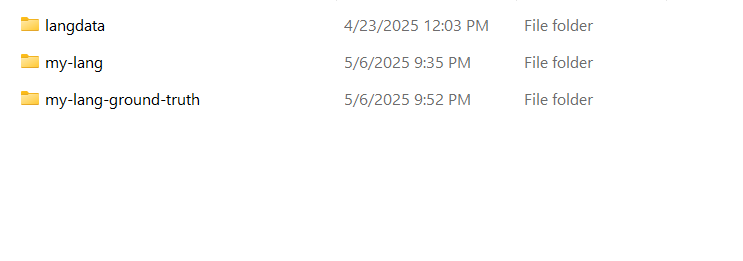 langdata 4/23/2025 12:03 PM File folder
my-lang 5/6/2025 9:35 PM File folder
my-lang-ground-truth 5/6/2025 9:52 PM File folder